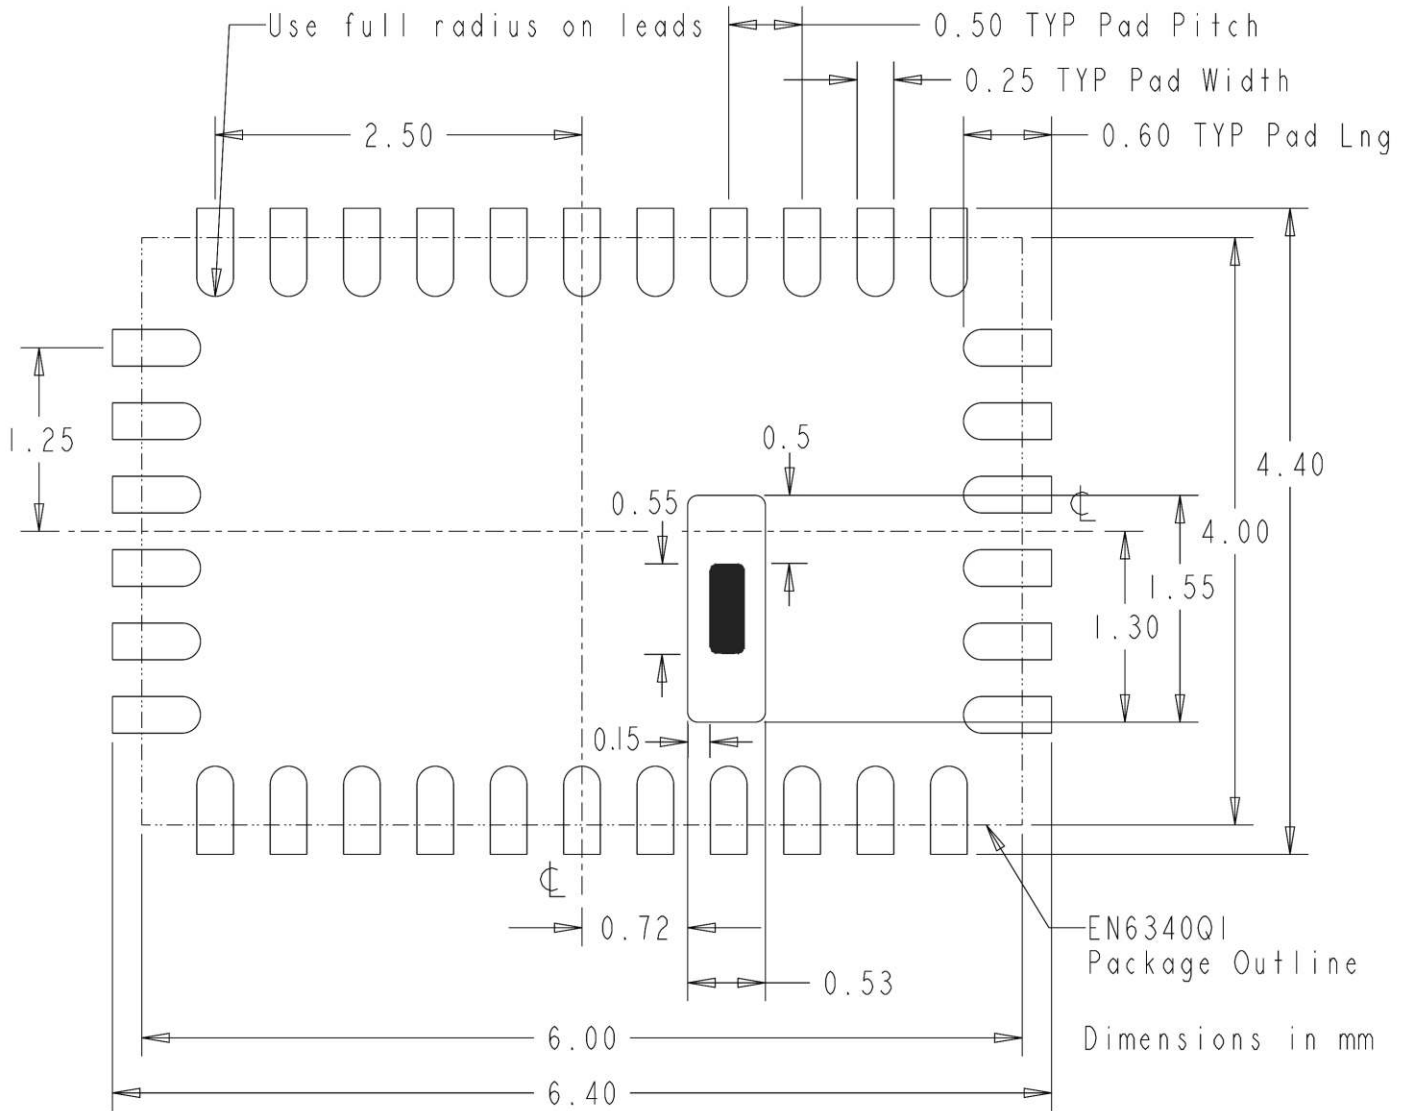 Use full radius on leads
0.50 TYP Pad Pitch
0.25 TYP Pad Width
2.50
0.60 TYP Pad Lng
1.25
0.5
0.55
4.40
℄
4.00
1.55
1.30
0.15
℄
0.72
EN6340QI
Package Outline
0.53
6.00
Dimensions in mm
6.40